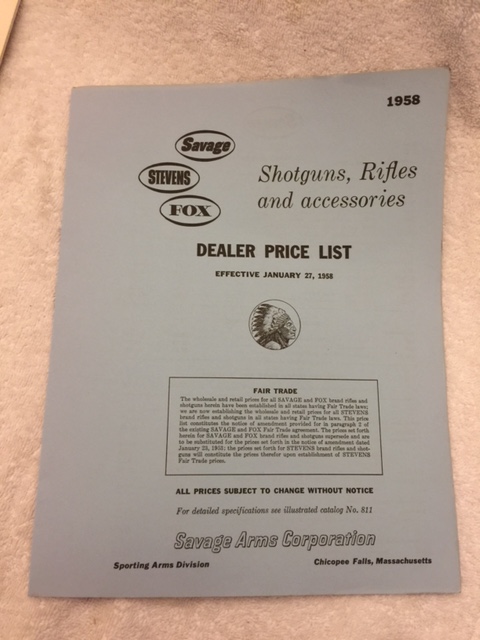 1958
Savage
STEVENS
FOX
Shotguns, Rifles
and accessories
DEALER PRICE LIST
EFFECTIVE JANUARY 27, 1958
FAIR TRADE
The wholesale and retail prices for all SAVAGE and FOX brand rifles and
shotguns herein have been established in all states having Fair Trade laws;
we are now establishing the wholesale and retail prices for all STEVENS
brand rifles and shotguns in all states having Fair Trade laws. This price
list constitutes the notice of amendment provided for in paragraph 2 of
the existing SAVAGE and FOX Fair Trade agreement. The prices set forth
herein for SAVAGE and FOX brand rifles and shotguns supersede and are
to be substituted for the prices set forth in the notice of amendment dated
January 23, the prices set forth for STEVENS brand rifles and shot-
guns will constitute the prices therefor upon establishment of STEVENS
Fair Trade prices.
ALL PRICES SUBJECT TO CHANGE WITHOUT NOTICE
For detailed specifications see illustrated catalog No. 811
Savage Arms Corporation
Sporting Arms Division
Chicopee Falls, Massachusetts